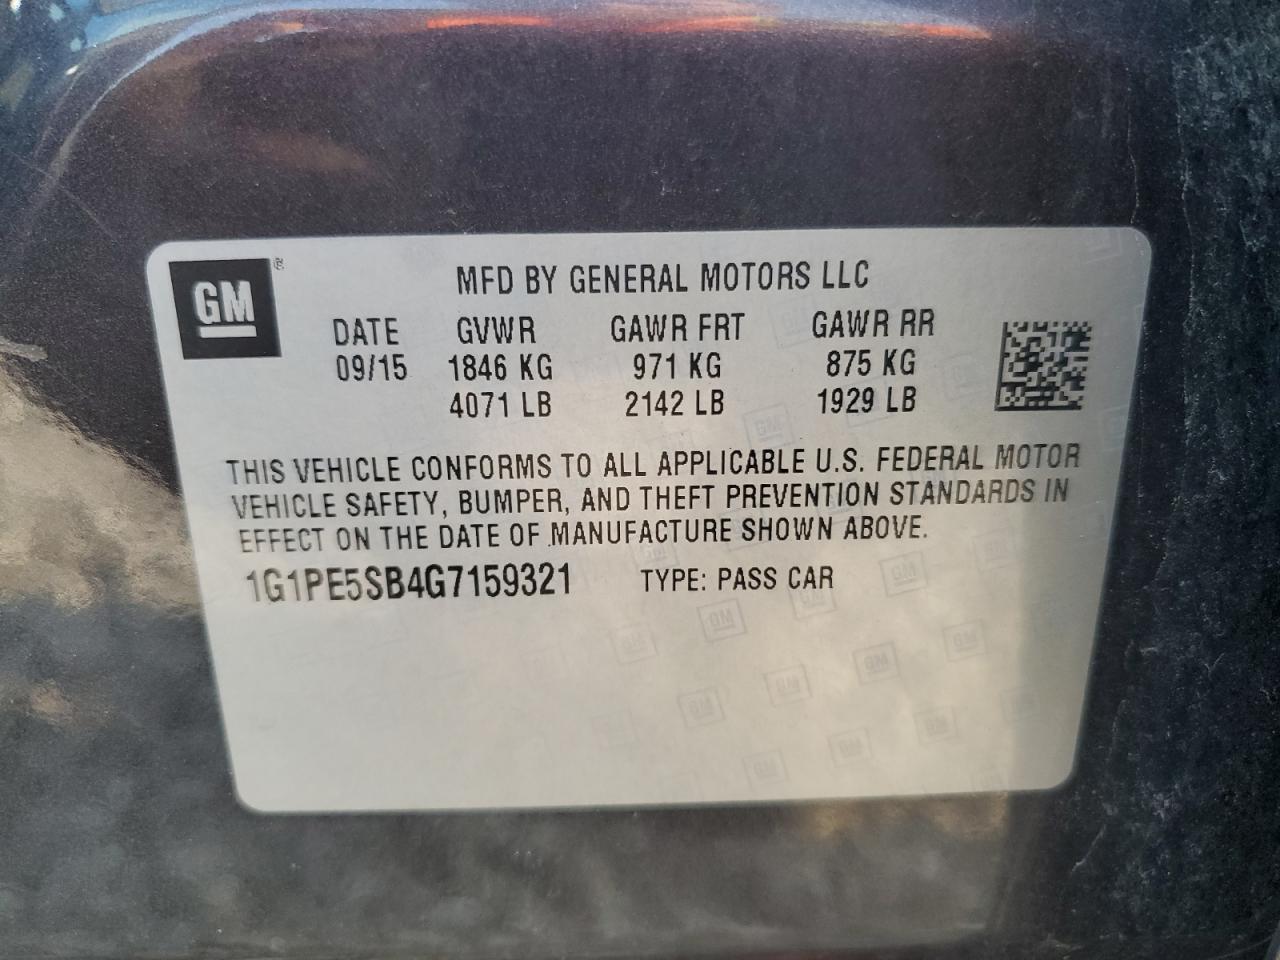 GM
MFD BY GENERAL MOTORS LLC
DATE GVWR GAWR FRT GAWR RR
09/15 1846 KG 971 KG 875 KG
4071 LB 2142 LB 1929 LB
THIS VEHICLE CONFORMS TO ALL APPLICABLE U.S. FEDERAL MOTOR
VEHICLE SAFETY, BUMPER, AND THEFT PREVENTION STANDARDS IN
EFFECT ON THE DATE OF MANUFACTURE SHOWN ABOVE.
1G1PE5SB4G7159321 TYPE: PASS CAR